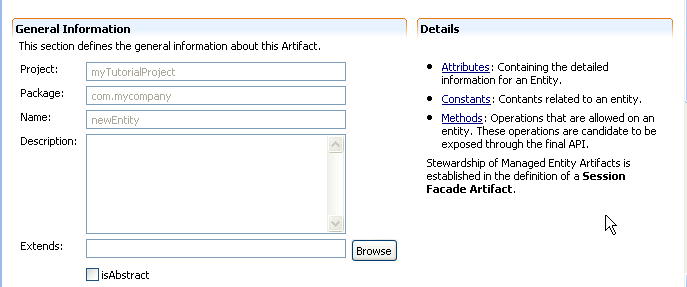 General Information
This section defines the general information about this Artifact.
Project: myTutorialProject
Package: com.mycompany
Name: newEntity
Description:
Extends: Browse
isAbstract
Details
Attributes: Containing the detailed
information for an Entity.
Constants: Contants related to an entity.
Methods: Operations that are allowed on an
entity. These operations are candidate to be
exposed through the final API.
Stewardship of Managed Entity Artifacts is
established in the definition of a Session
Facade Artifact.